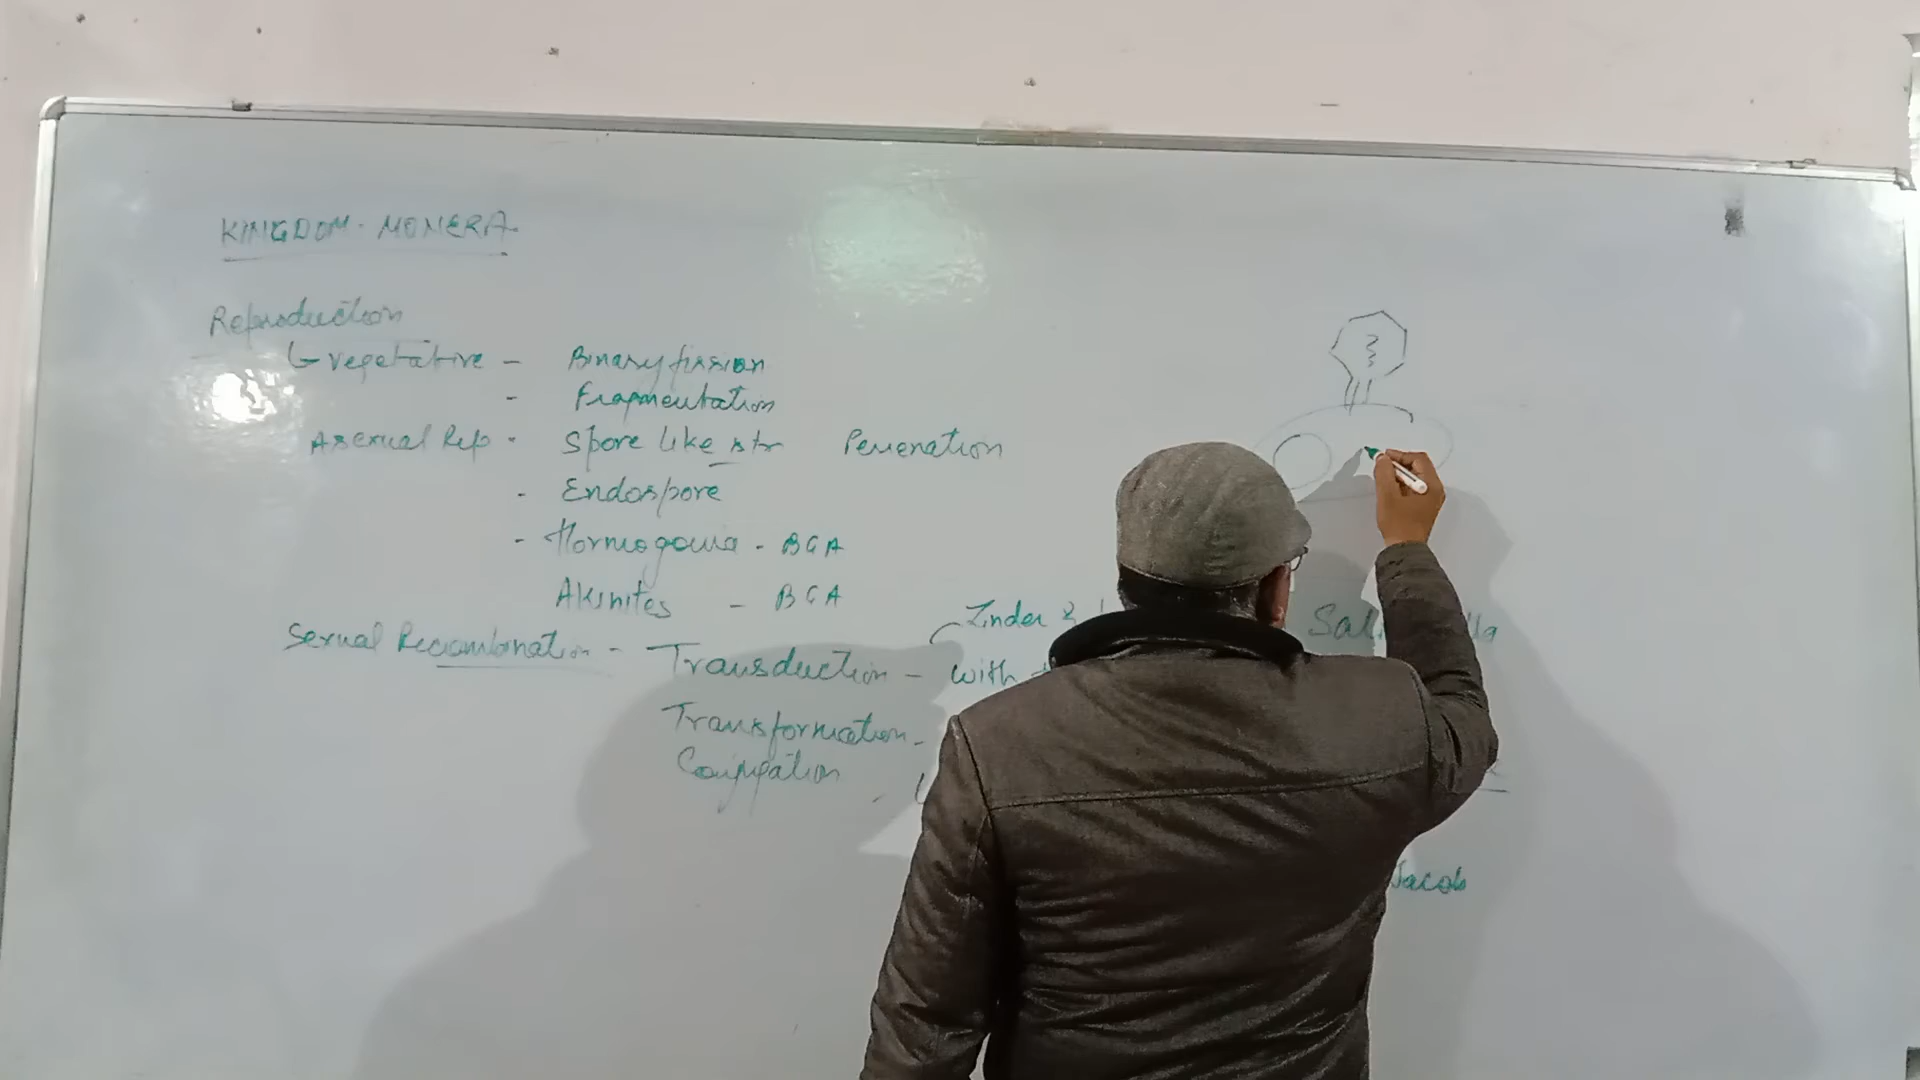 KINGDOM - MONERA
Reproduction
↳ vegetative - Binary fission
- Fragmentation
Asexual Rep - Spore like str Perenation
- Endospore
- Hormogonia - BGA
Akinites - BGA
Zinder &
Sexual Recombination - Transduction - with
Transformation -
Conjugation -
Jacob